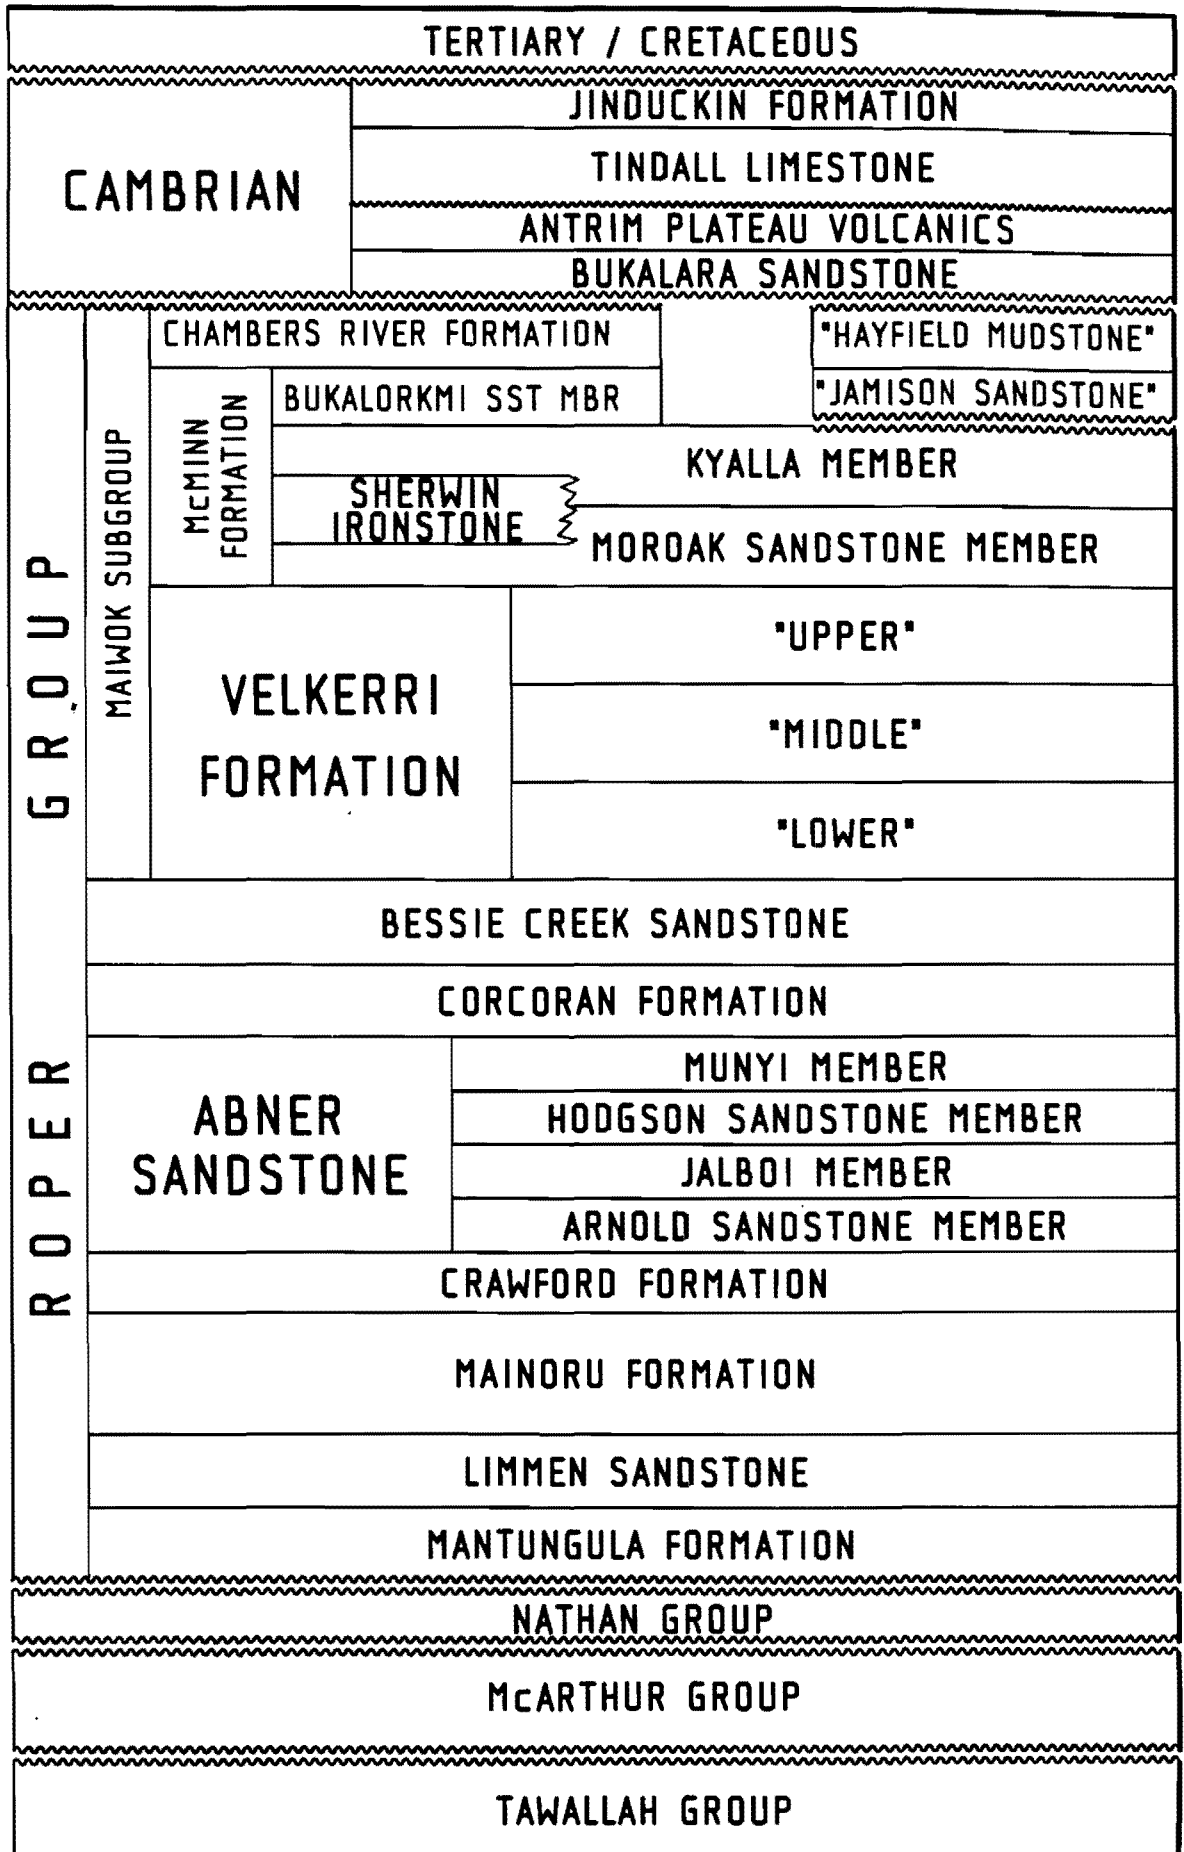 TERTIARY / CRETACEOUS
CAMBRIAN
JINDUCKIN FORMATION
TINDALL LIMESTONE
ANTRIM PLATEAU VOLCANICS
BUKALARA SANDSTONE
ROPER GROUP
MAIWOK SUBGROUP
CHAMBERS RIVER FORMATION
"HAYFIELD MUDSTONE"
McMINN
FORMATION
BUKALORKMI SST MBR
"JAMISON SANDSTONE"
KYALLA MEMBER
SHERWIN
IRONSTONE
MOROAK SANDSTONE MEMBER
VELKERRI
FORMATION
"UPPER"
"MIDDLE"
"LOWER"
BESSIE CREEK SANDSTONE
CORCORAN FORMATION
ABNER
SANDSTONE
MUNYI MEMBER
HODGSON SANDSTONE MEMBER
JALBOI MEMBER
ARNOLD SANDSTONE MEMBER
CRAWFORD FORMATION
MAINORU FORMATION
LIMMEN SANDSTONE
MANTUNGULA FORMATION
NATHAN GROUP
McARTHUR GROUP
TAWALLAH GROUP